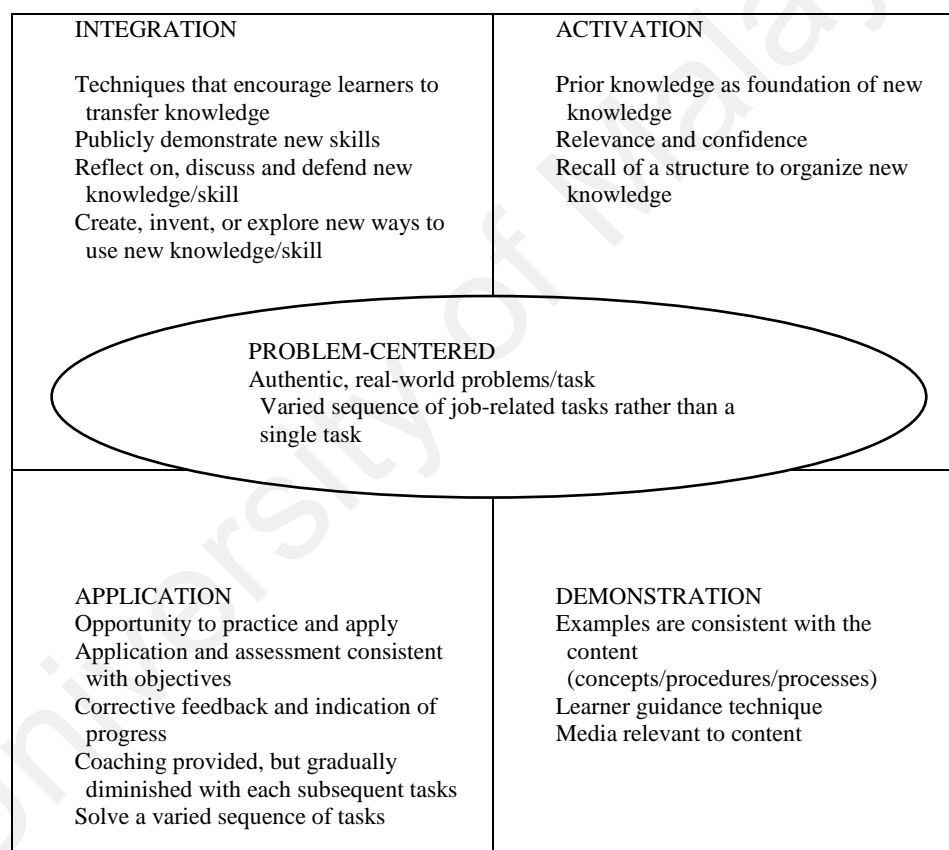 INTEGRATION
Techniques that encourage learners to
transfer knowledge
Publicly demonstrate new skills
Reflect on, discuss and defend new
knowledge/skill
Create, invent, or explore new ways to
use new knowledge/skill
ACTIVATION
Prior knowledge as foundation of new
knowledge
Relevance and confidence
Recall of a structure to organize new
knowledge
PROBLEM-CENTERED
Authentic, real-world problems/task
Varied sequence of job-related tasks rather than a
single task
APPLICATION
Opportunity to practice and apply
Application and assessment consistent
with objectives
Corrective feedback and indication of
progress
Coaching provided, but gradually
diminished with each subsequent tasks
Solve a varied sequence of tasks
DEMONSTRATION
Examples are consistent with the
content
(concepts/procedures/processes)
Learner guidance technique
Media relevant to content
University of Malay